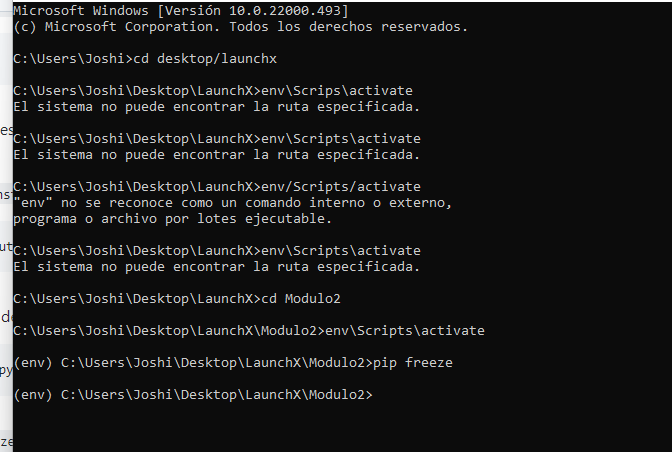 Microsoft Windows [Versión 10.0.22000.493]
(c) Microsoft Corporation. Todos los derechos reservados.
C:\Users\Joshi>cd desktop/launchx
C:\Users\Joshi\Desktop\LaunchX>env\Scrips\activate
El sistema no puede encontrar la ruta especificada.
C:\Users\Joshi\Desktop\LaunchX>env\Scripts\activate
El sistema no puede encontrar la ruta especificada.
C:\Users\Joshi\Desktop\LaunchX>env/Scripts/activate
"env" no se reconoce como un comando interno o externo,
programa o archivo por lotes ejecutable.
C:\Users\Joshi\Desktop\LaunchX>env\Scripts\activate
El sistema no puede encontrar la ruta especificada.
C:\Users\Joshi\Desktop\LaunchX>cd Modulo2
C:\Users\Joshi\Desktop\LaunchX\Modulo2>env\Scripts\activate
(env) C:\Users\Joshi\Desktop\LaunchX\Modulo2>pip freeze
(env) C:\Users\Joshi\Desktop\LaunchX\Modulo2>